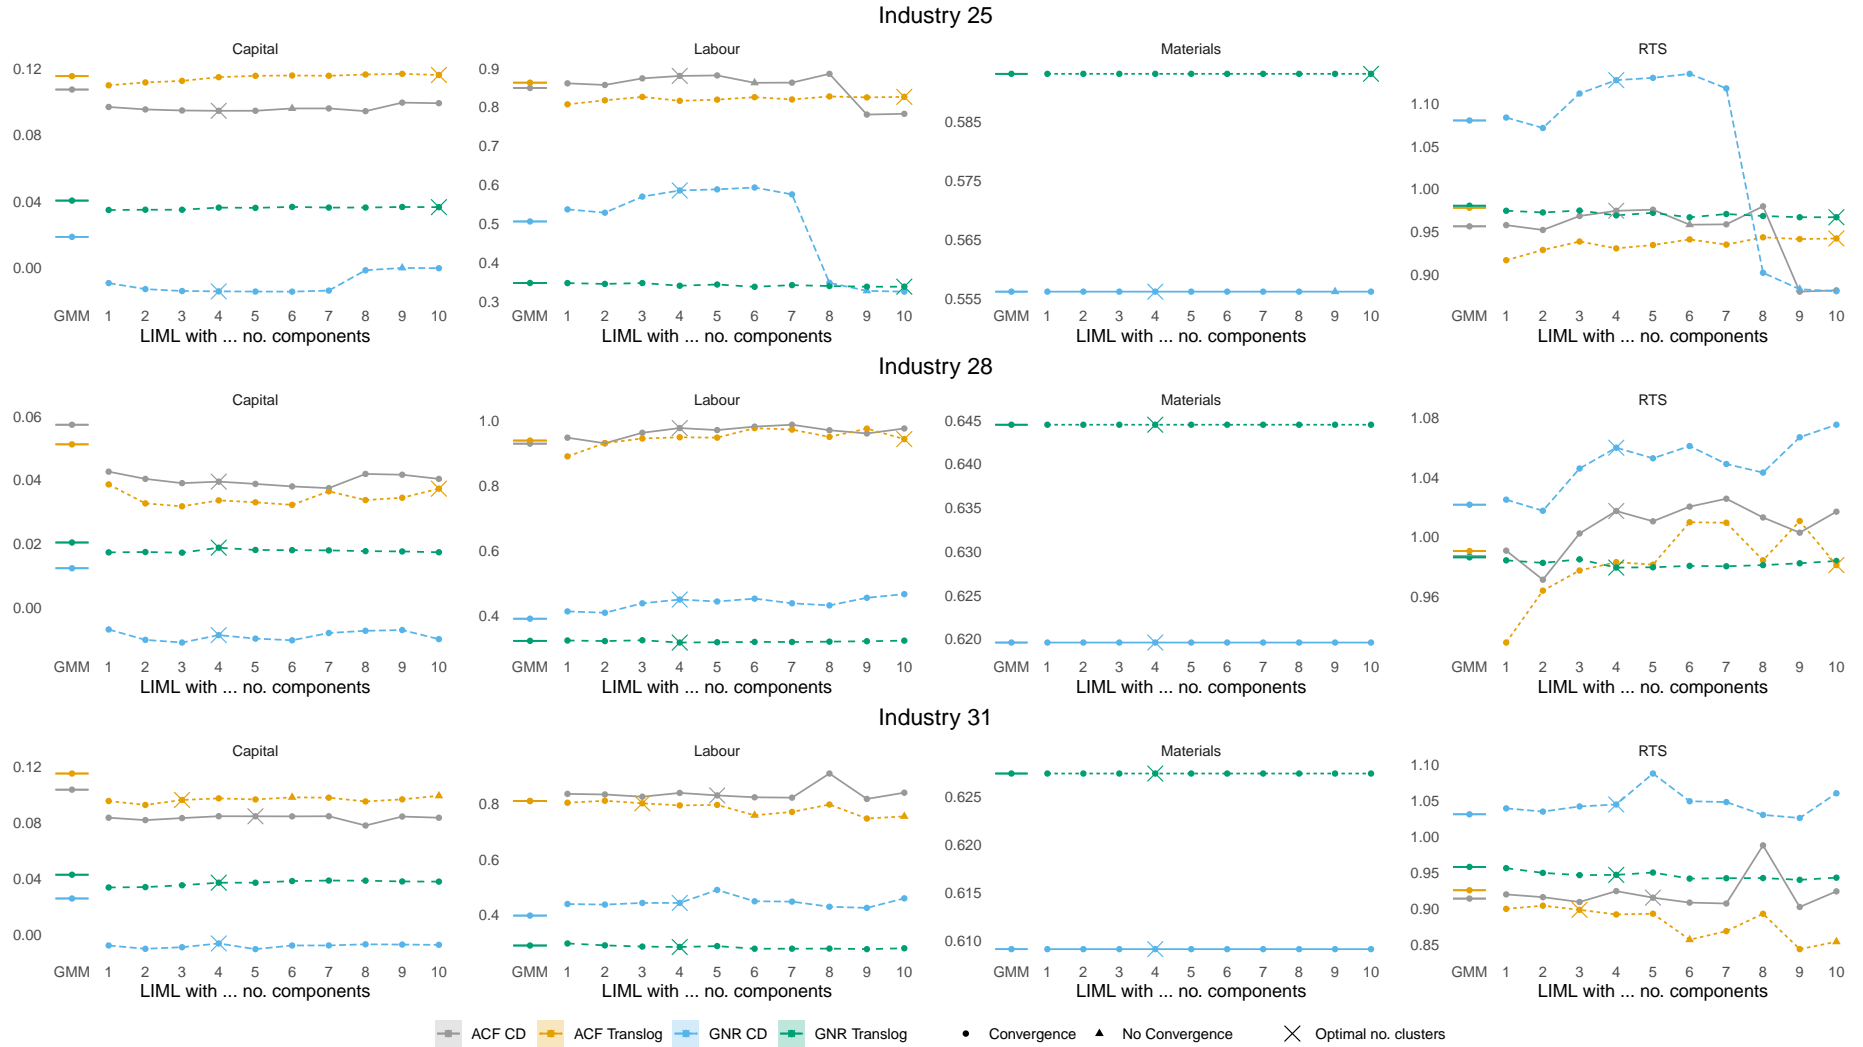 Industry 25
Capital Labour Materials RTS
0.12 0.08 0.04 0.00
0.9 0.8 0.7 0.6 0.5 0.4 0.3
0.585 0.575 0.565 0.555
1.10 1.05 1.00 0.95 0.90
GMM 1 2 3 4 5 6 7 8 9 10 GMM 1 2 3 4 5 6 7 8 9 10 GMM 1 2 3 4 5 6 7 8 9 10 GMM 1 2 3 4 5 6 7 8 9 10
LIML with ... no. components LIML with ... no. components LIML with ... no. components LIML with ... no. components
Industry 28
Capital Labour Materials RTS
0.06 0.04 0.02 0.00
1.0 0.8 0.6 0.4
0.645 0.640 0.635 0.630 0.625 0.620
1.08 1.04 1.00 0.96
GMM 1 2 3 4 5 6 7 8 9 10 GMM 1 2 3 4 5 6 7 8 9 10 GMM 1 2 3 4 5 6 7 8 9 10 GMM 1 2 3 4 5 6 7 8 9 10
LIML with ... no. components LIML with ... no. components LIML with ... no. components LIML with ... no. components
Industry 31
Capital Labour Materials RTS
0.12 0.08 0.04 0.00
0.8 0.6 0.4
0.625 0.620 0.615 0.610
1.10 1.05 1.00 0.95 0.90 0.85
GMM 1 2 3 4 5 6 7 8 9 10 GMM 1 2 3 4 5 6 7 8 9 10 GMM 1 2 3 4 5 6 7 8 9 10 GMM 1 2 3 4 5 6 7 8 9 10
LIML with ... no. components LIML with ... no. components LIML with ... no. components LIML with ... no. components
ACF CD ACF Translog GNR CD GNR Translog Convergence No Convergence Optimal no. clusters